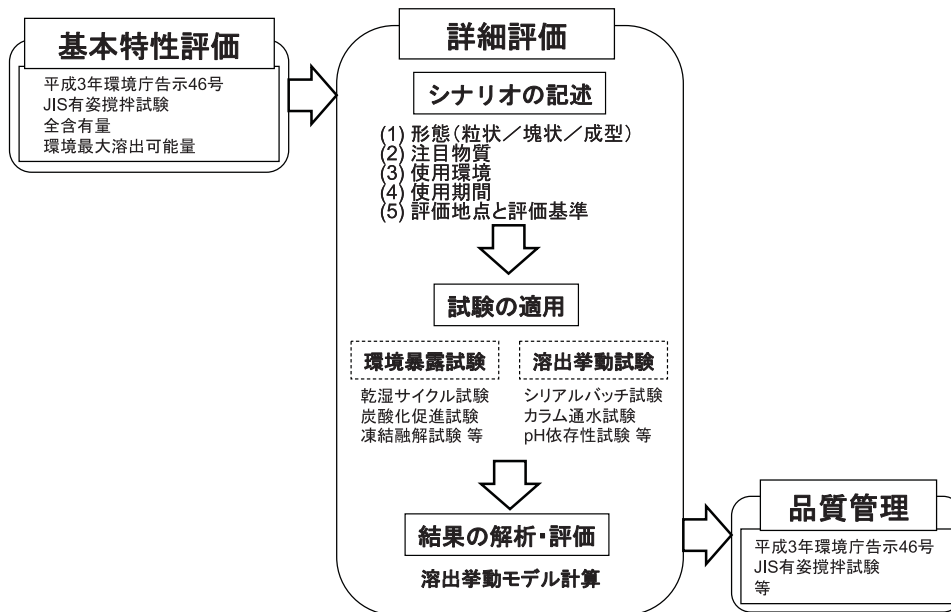 基本特性評価
平成3年環境庁告示46号
JIS有姿撹拌試験
全含有量
環境最大溶出可能量
詳細評価
シナリオの記述
(1) 形態(粒状／塊状／成型)
(2) 注目物質
(3) 使用環境
(4) 使用期間
(5) 評価地点と評価基準
試験の適用
環境暴露試験
乾湿サイクル試験
炭酸化促進試験
凍結融解試験 等
溶出挙動試験
シリアルバッチ試験
カラム通水試験
pH依存性試験 等
結果の解析・評価
溶出挙動モデル計算
品質管理
平成3年環境庁告示46号
JIS有姿撹拌試験
等